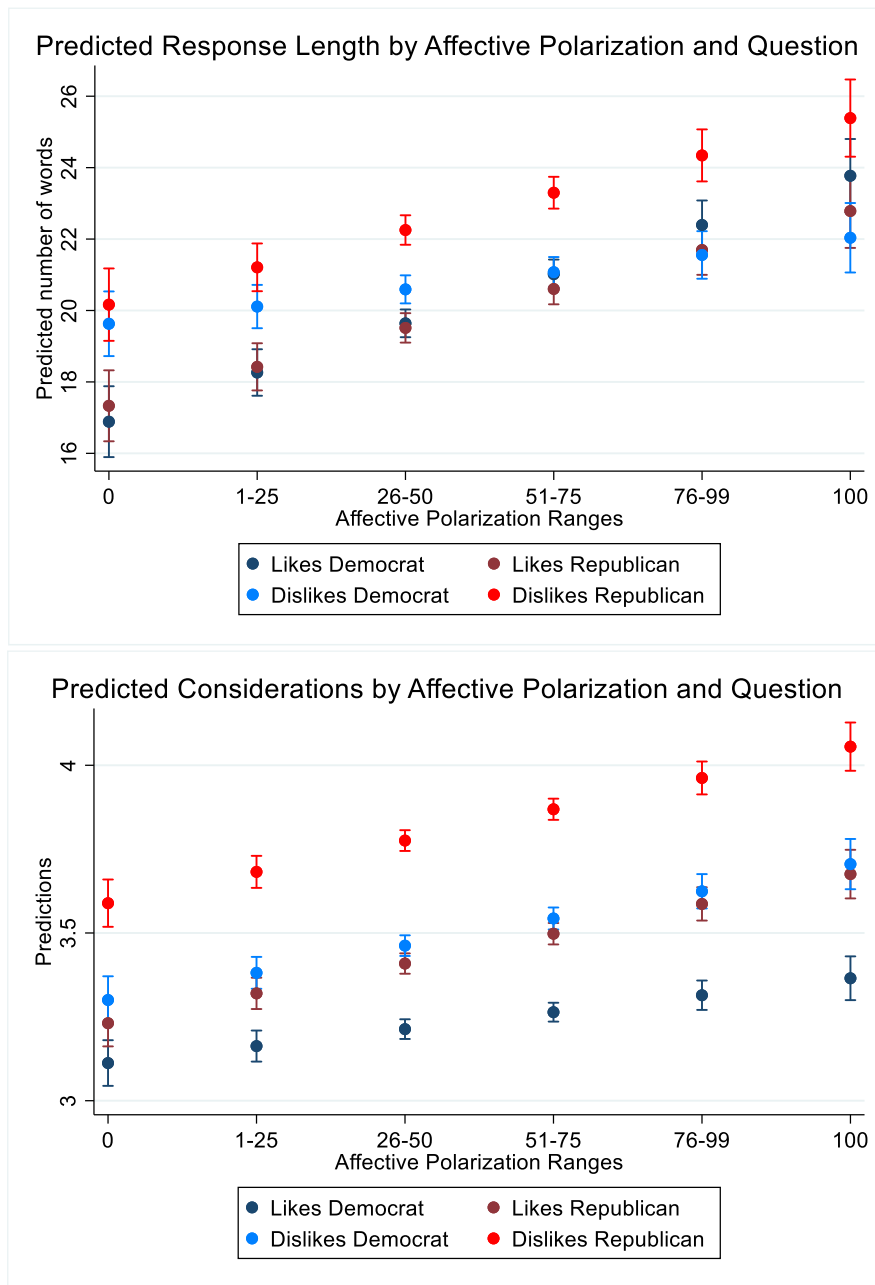 Predicted Response Length by Affective Polarization and Question
Predicted number of words
26
24
22
20
18
16
0 1-25 26-50 51-75 76-99 100
Affective Polarization Ranges
Likes Democrat Likes Republican
Dislikes Democrat Dislikes Republican
Predicted Considerations by Affective Polarization and Question
Predictions
4
3.5
3
0 1-25 26-50 51-75 76-99 100
Affective Polarization Ranges
Likes Democrat Likes Republican
Dislikes Democrat Dislikes Republican